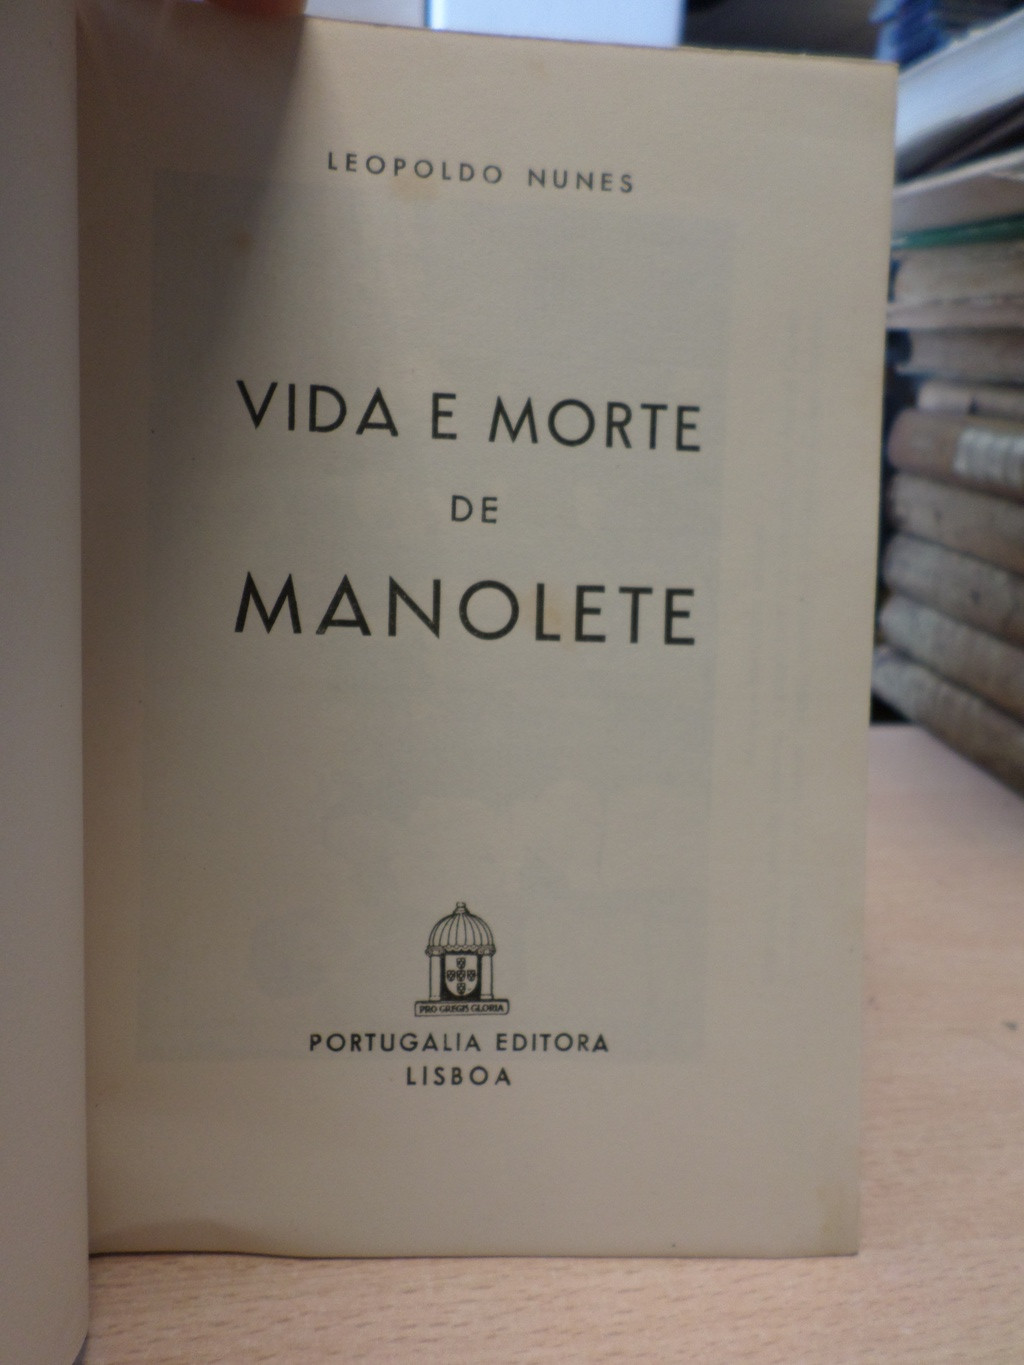 LEOPOLDO NUNES
VIDA E MORTE
DE
MANOLETE
PRO GREGIS GLORIA
PORTUGALIA EDITORA
LISBOA